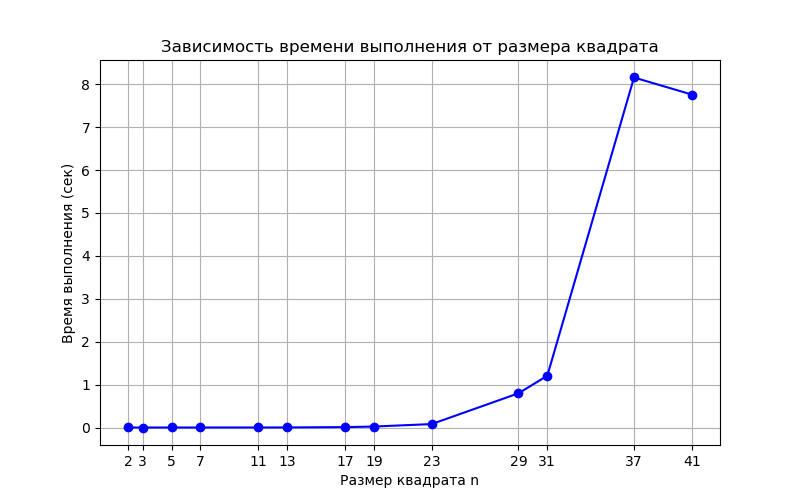 Зависимость времени выполнения от размера квадрата
Время выполнения (сек)
8
7
6
5
4
3
2
1
0
2 3 5 7 11 13 17 19 23 29 31 37 41
Размер квадрата n